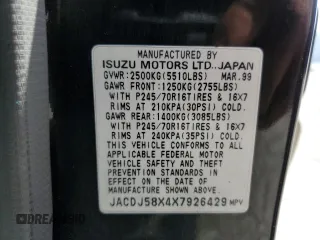 MANUFACTURED BY
ISUZU MOTORS LTD., JAPAN
GVWR: 2500KG(5510LBS) MAR.99
GAWR FRONT: 1250KG(2755LBS)
WITH P245/70R16TIRES & 16X7
RIMS AT 210KPA(30PSI) COLD.
GAWR REAR: 1400KG(3085LBS)
WITH P245/70R16TIRES & 16X7
RIMS AT 240KPA(35PSI) COLD.
THIS VEHICLE CONFORMS TO ALL
APPLICABLE FEDERAL MOTOR
VEHICLE SAFETY, AND THEFT
PREVENTION STANDARDS IN
EFFECT ON THE DATE OF
MANUFACTURE SHOWN ABOVE.
JACDJ58X4X7926429 MPV